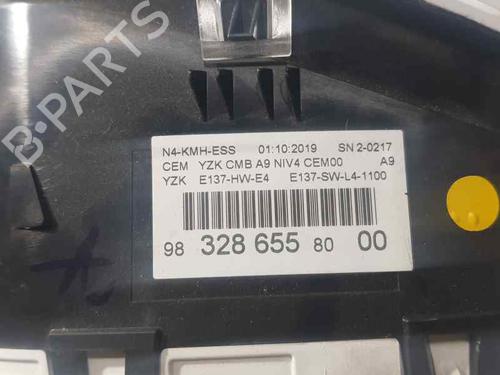 B-PARTS
N4-KMH-ESS 01:10:2019 SN 2-0217
CEM YZK CMB A9 NIV4 CEM00 A9
YZK E137-HW-E4 E137-SW-L4-1100
98 328 655 80 00